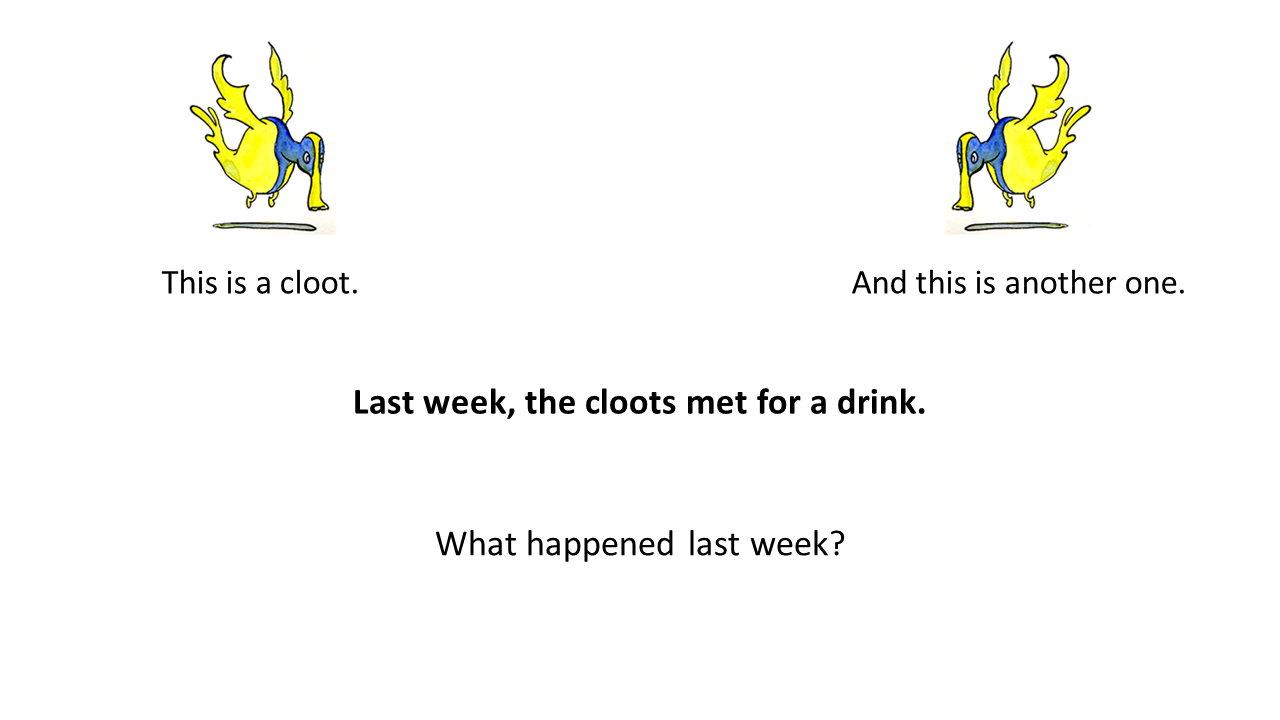 This is a cloot.
And this is another one.
Last week, the cloots met for a drink.
What happened last week?